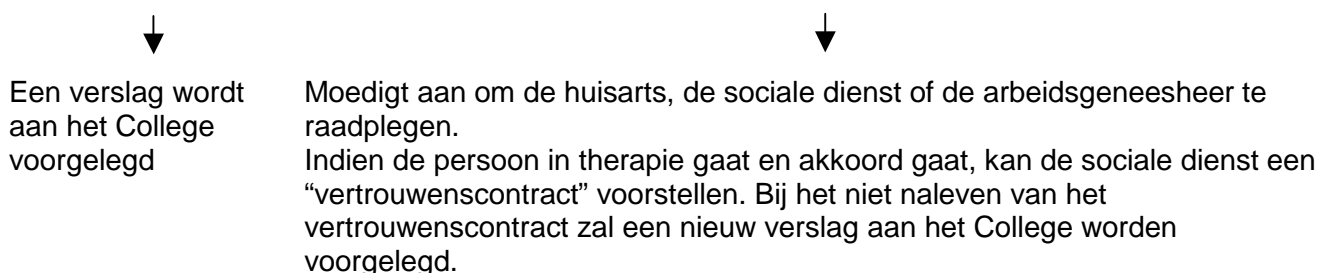 Een verslag wordt
aan het College
voorgelegd
Moedigt aan om de huisarts, de sociale dienst of de arbeidsgeneesheer te
raadplegen.
Indien de persoon in therapie gaat en akkoord gaat, kan de sociale dienst een
“vertrouwenscontract” voorstellen. Bij het niet naleven van het
vertrouwenscontract zal een nieuw verslag aan het College worden
voorgelegd.